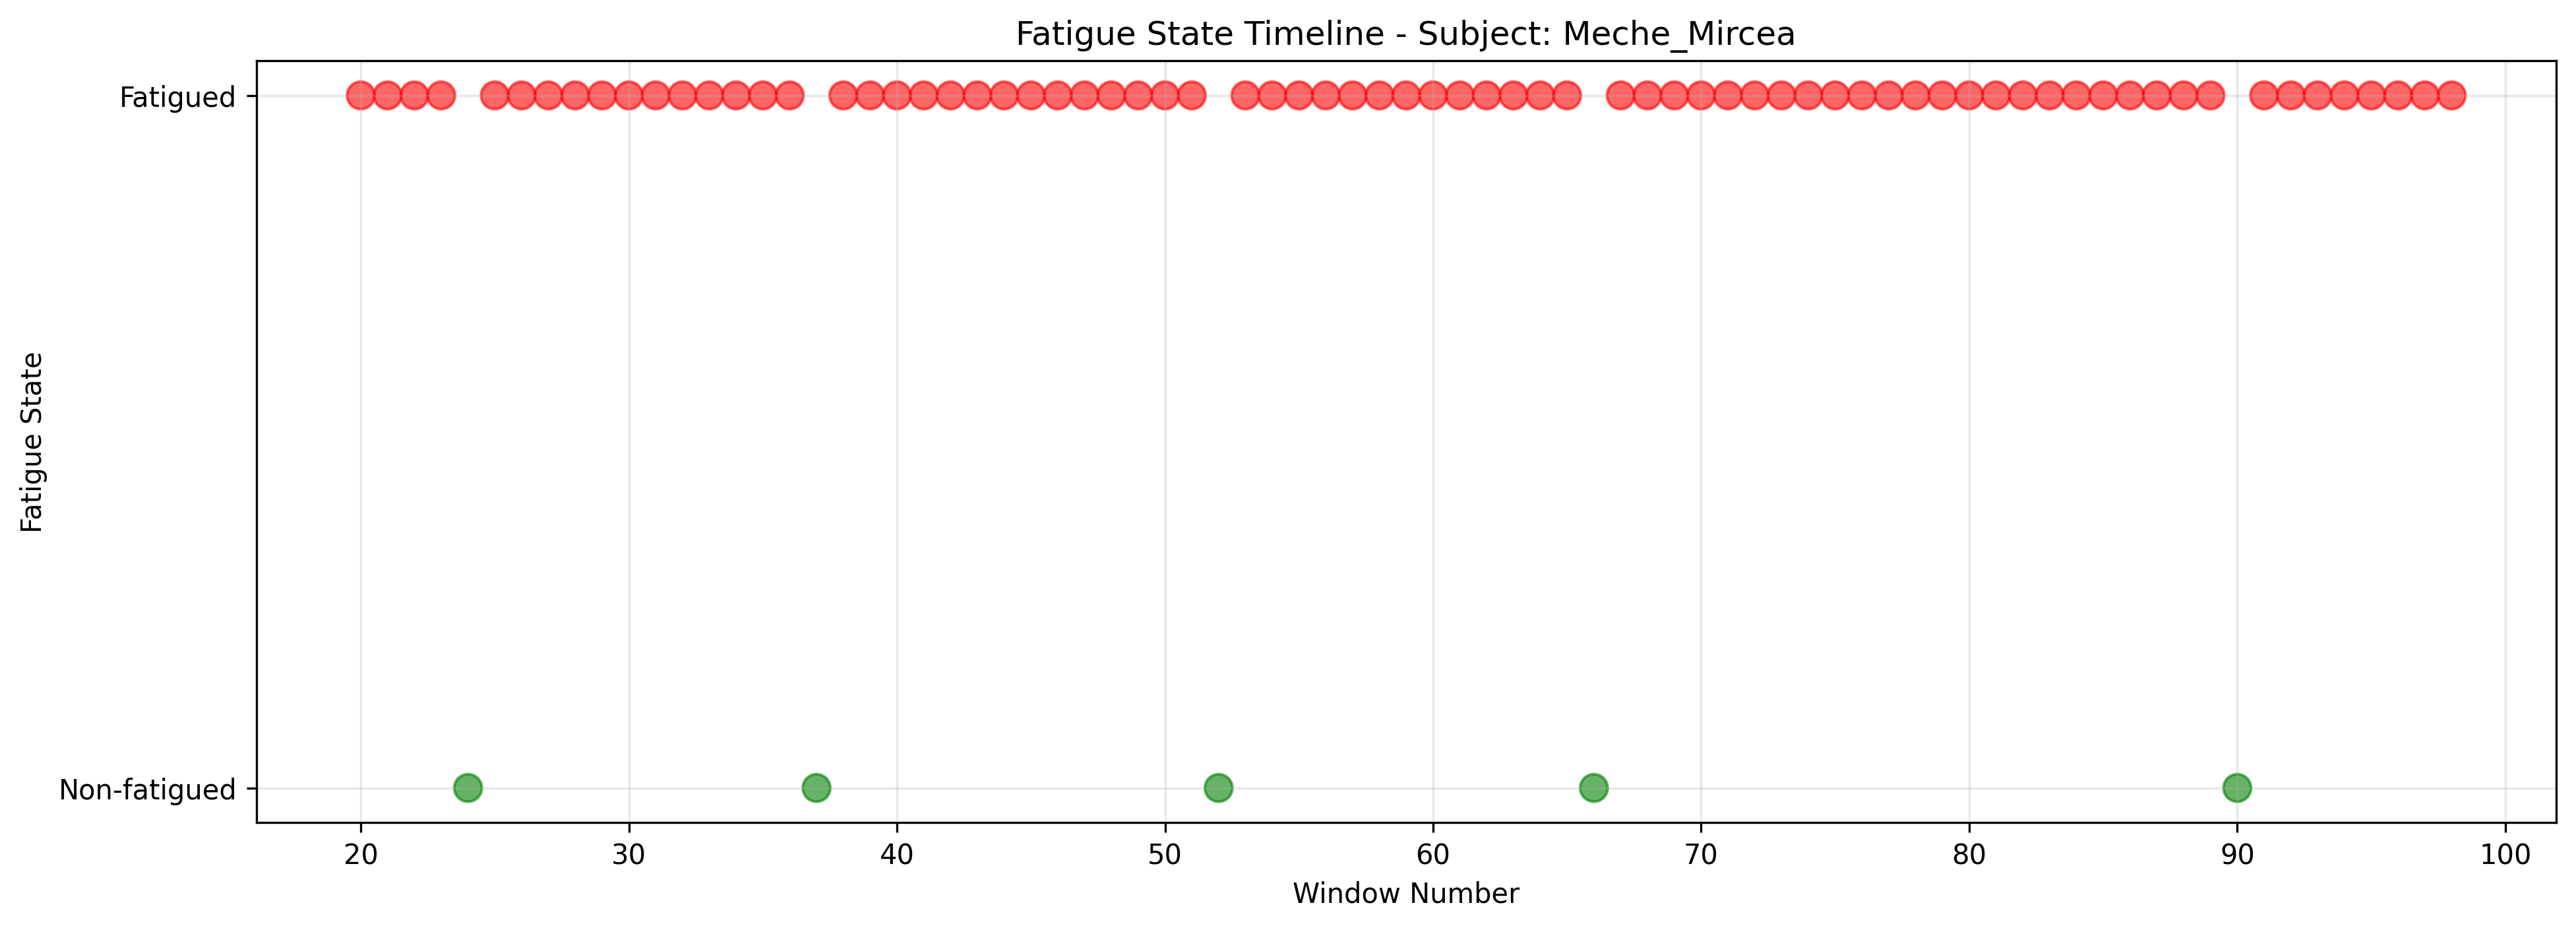 Fatigue State Timeline - Subject: Meche_Mircea
Fatigued
Fatigue State
Non-fatigued
20 30 40 50 60 70 80 90 100
Window Number